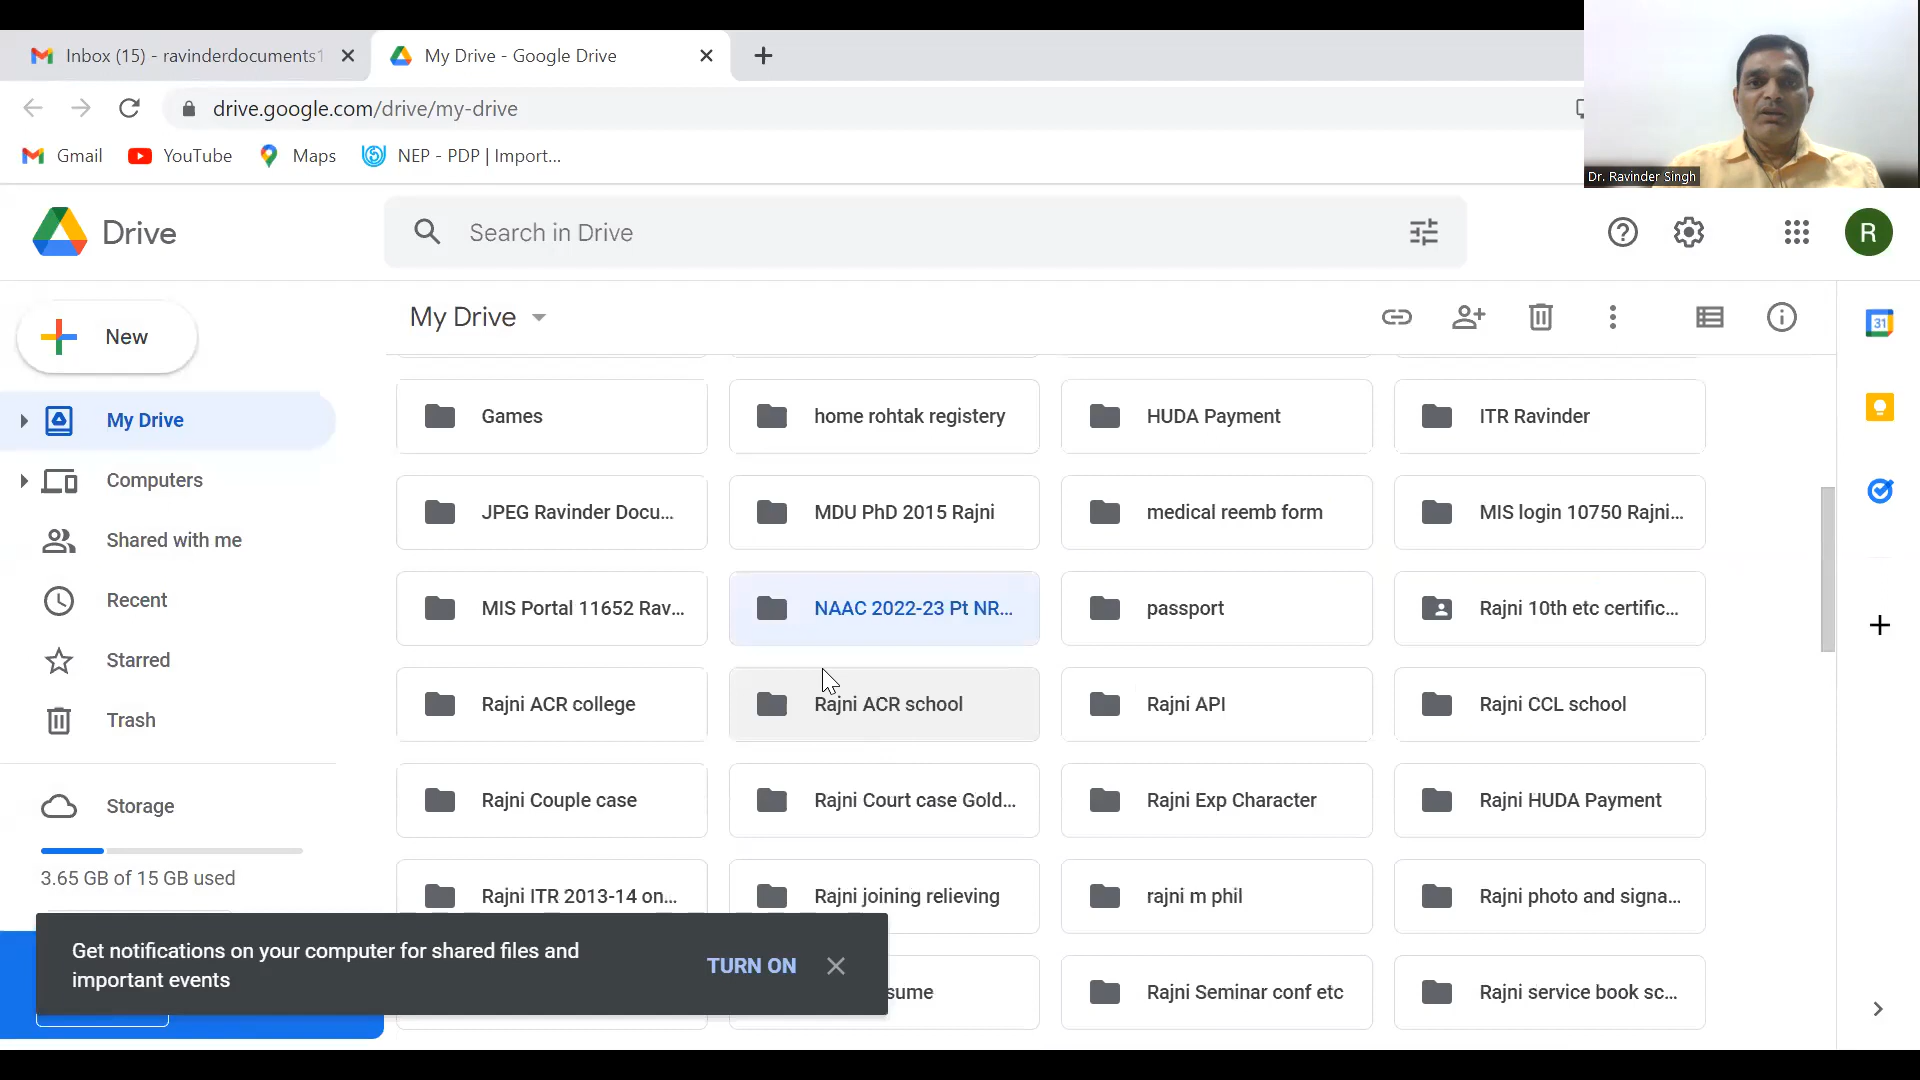 Inbox (15) - ravinderdocuments1
My Drive - Google Drive
drive.google.com/drive/my-drive
Gmail
YouTube
Maps
NEP - PDP | Import...
Dr. Ravinder Singh
Drive
Search in Drive
R
New
My Drive
31
My Drive
Computers
Shared with me
Recent
Starred
Trash
Storage
3.65 GB of 15 GB used
Games
home rohtak registery
HUDA Payment
ITR Ravinder
JPEG Ravinder Docu...
MDU PhD 2015 Rajni
medical reemb form
MIS login 10750 Rajni...
MIS Portal 11652 Rav...
NAAC 2022-23 Pt NR...
passport
Rajni 10th etc certific...
Rajni ACR college
Rajni ACR school
Rajni API
Rajni CCL school
Rajni Couple case
Rajni Court case Gold...
Rajni Exp Character
Rajni HUDA Payment
Rajni ITR 2013-14 on...
Rajni joining relieving
rajni m phil
Rajni photo and signa...
sume
Rajni Seminar conf etc
Rajni service book sc...
Get notifications on your computer for shared files and
important events
TURN ON